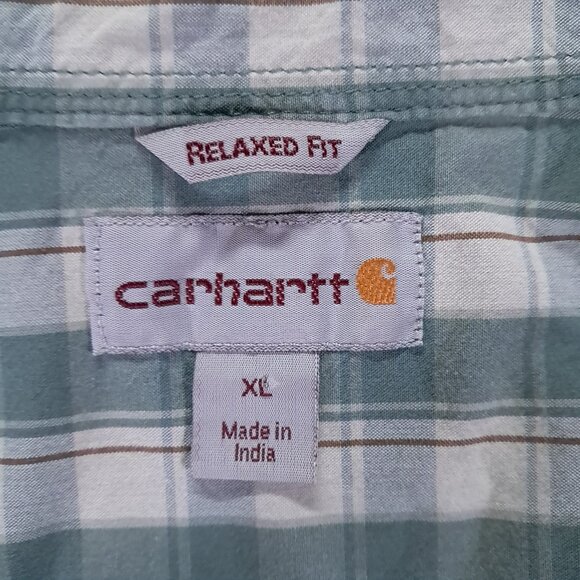 RELAXED FIT
carhartt
XL
Made in
India